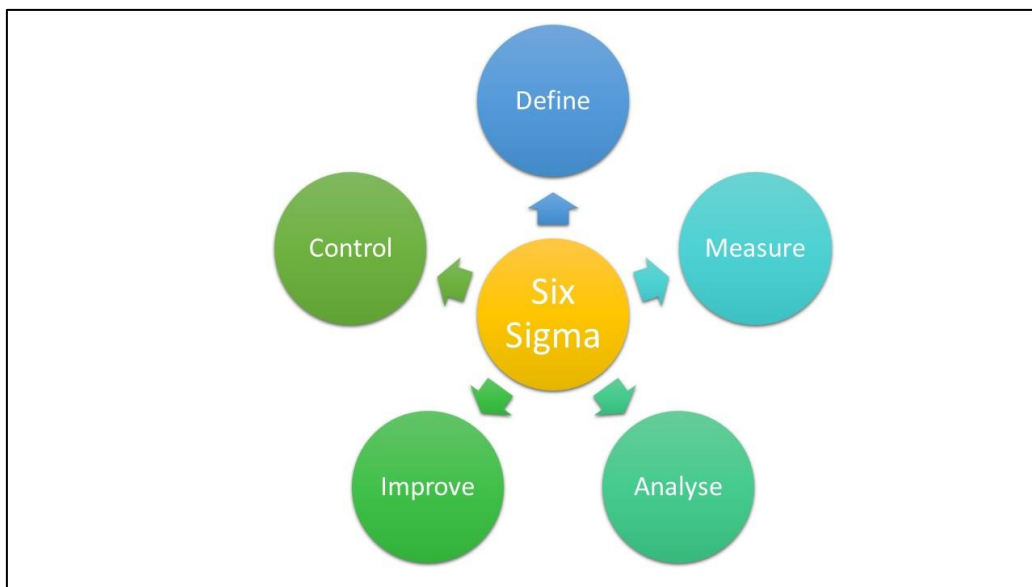 Define
Control
Measure
Six
Sigma
Improve
Analyse